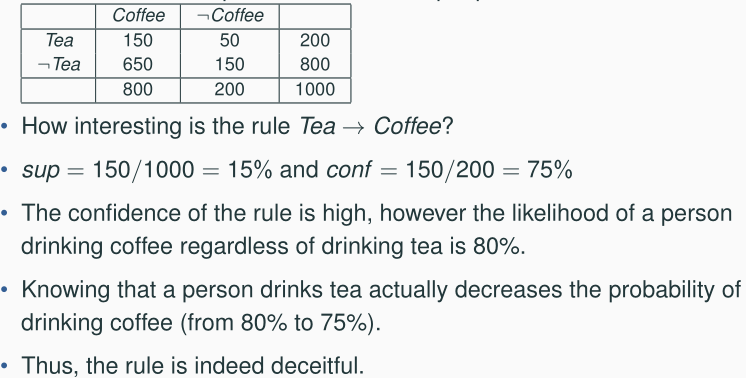 Coffee ¬Coffee
Tea 150 50 200
¬Tea 650 150 800
800 200 1000
• How interesting is the rule Tea → Coffee?
• sup = 150/1000 = 15% and conf = 150/200 = 75%
• The confidence of the rule is high, however the likelihood of a person
drinking coffee regardless of drinking tea is 80%.
• Knowing that a person drinks tea actually decreases the probability of
drinking coffee (from 80% to 75%).
• Thus, the rule is indeed deceitful.